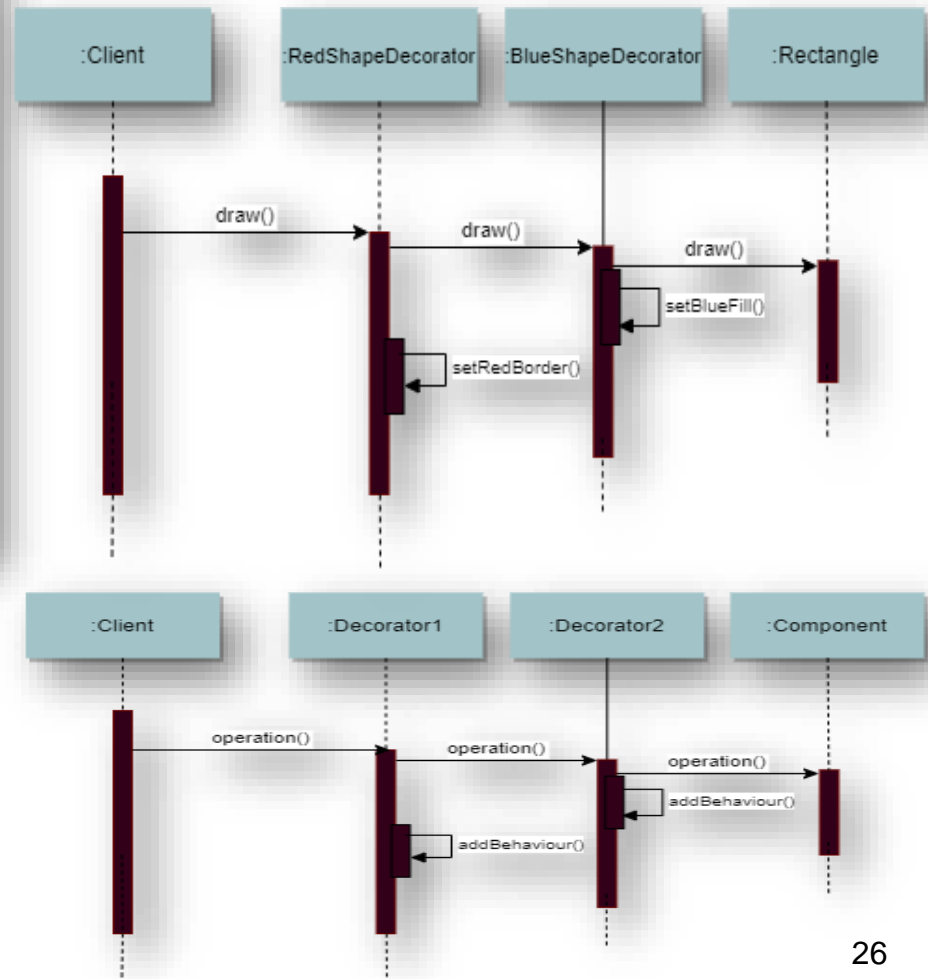 :Client
:RedShapeDecorator
:BlueShapeDecorator
:Rectangle
draw()
draw()
draw()
setBlueFill()
setRedBorder()
:Client
:Decorator1
:Decorator2
:Component
operation()
operation()
operation()
addBehaviour()
addBehaviour()
26